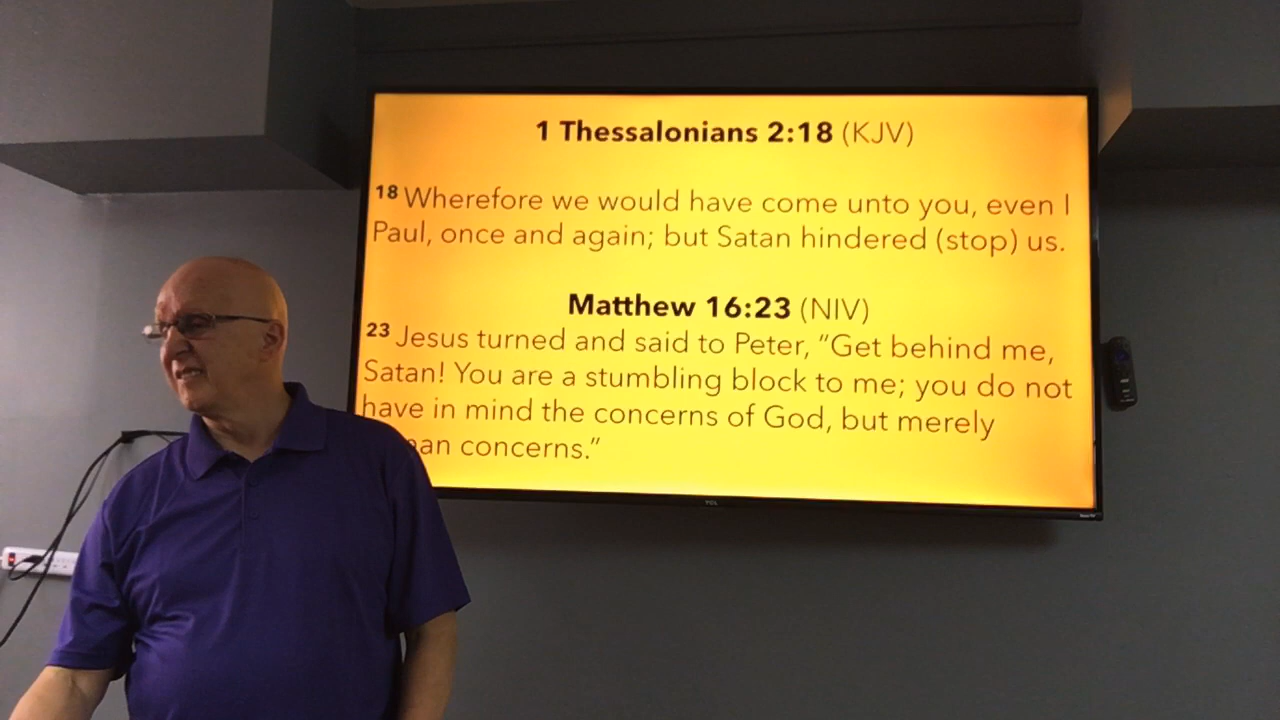 1 Thessalonians 2:18 (KJV)
18 Wherefore we would have come unto you, even I
Paul, once and again; but Satan hindered (stop) us.
Matthew 16:23 (NIV)
23 Jesus turned and said to Peter, “Get behind me,
Satan! You are a stumbling block to me; you do not
have in mind the concerns of God, but merely
an concerns.”
TCL